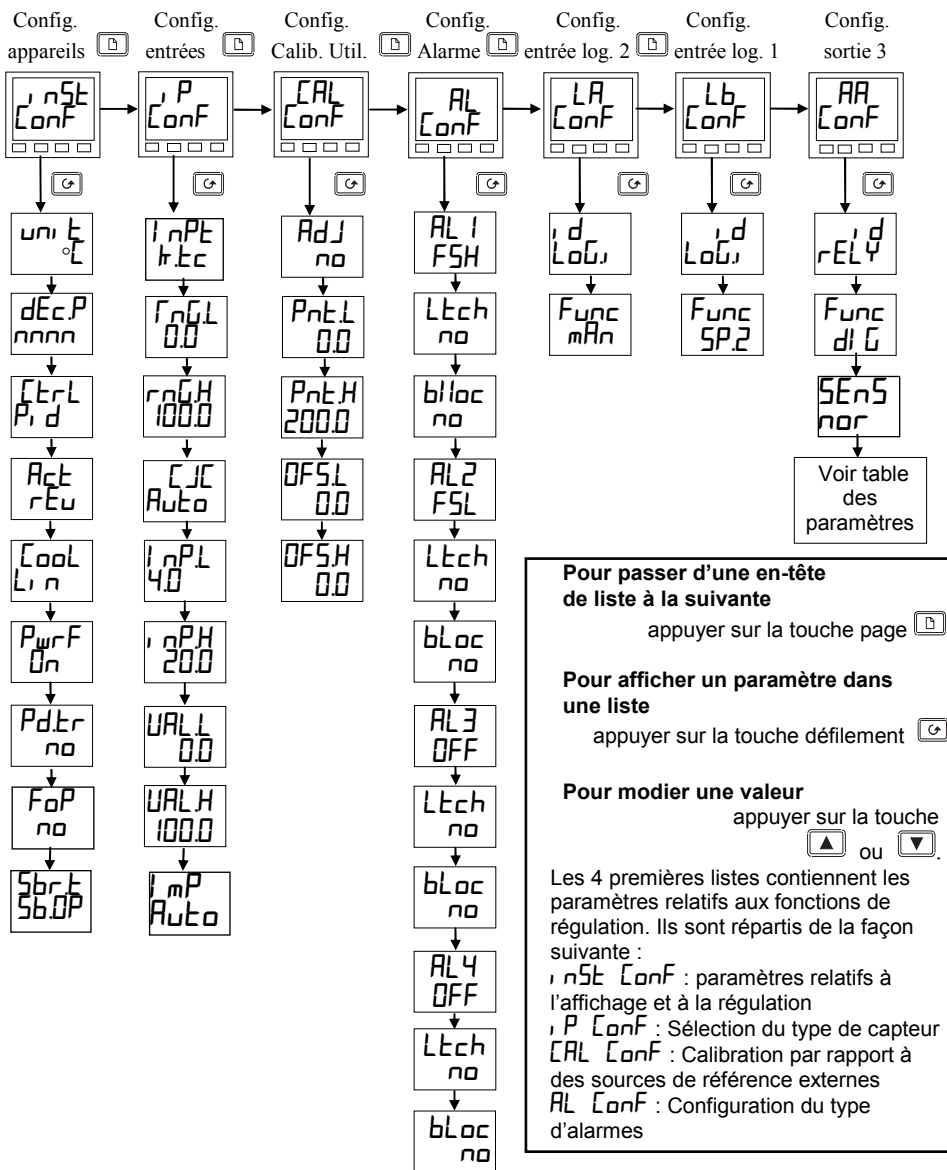 Config. appareils
Config. entrées
Config. Calib. Util.
Config. Alarme
Config. entrée log. 2
Config. entrée log. 1
Config. sortie 3
inSt
ConF
iP
ConF
CAL
ConF
AL
ConF
LA
ConF
Lb
ConF
AA
ConF
unit
°C
dEc.P
nnnn
CtrL
Pid
Act
rEv
CooL
Lin
PwrF
On
Pd.tr
no
FoP
no
Sbr.t
Sb.OP
InPt
k.tc
rnG.L
0.0
rnG.H
100.0
CJC
Auto
InP.L
4.0
inP.H
20.0
VAL.L
0.0
VAL.H
100.0
ImP
Auto
AdJ
no
Pnt.L
0.0
Pnt.H
200.0
OFS.L
0.0
OFS.H
0.0
AL1
FSH
Ltch
no
blloc
no
AL2
FSL
Ltch
no
bLoc
no
AL3
OFF
Ltch
no
bLoc
no
AL4
OFF
Ltch
no
bLoc
no
id
LoG.i
Func
mAn
id
LoG.i
Func
SP.2
id
rELY
Func
diG
SEnS
nor
Voir table
des
paramètres
Pour passer d’une en-tête
de liste à la suivante
appuyer sur la touche page
Pour afficher un paramètre dans
une liste
appuyer sur la touche défilement
Pour modier une valeur
appuyer sur la touche
ou .
Les 4 premières listes contiennent les
paramètres relatifs aux fonctions de
régulation. Ils sont répartis de la façon
suivante :
inSt ConF : paramètres relatifs à
l’affichage et à la régulation
iP ConF : Sélection du type de capteur
CAL ConF : Calibration par rapport à
des sources de référence externes
AL ConF : Configuration du type
d’alarmes